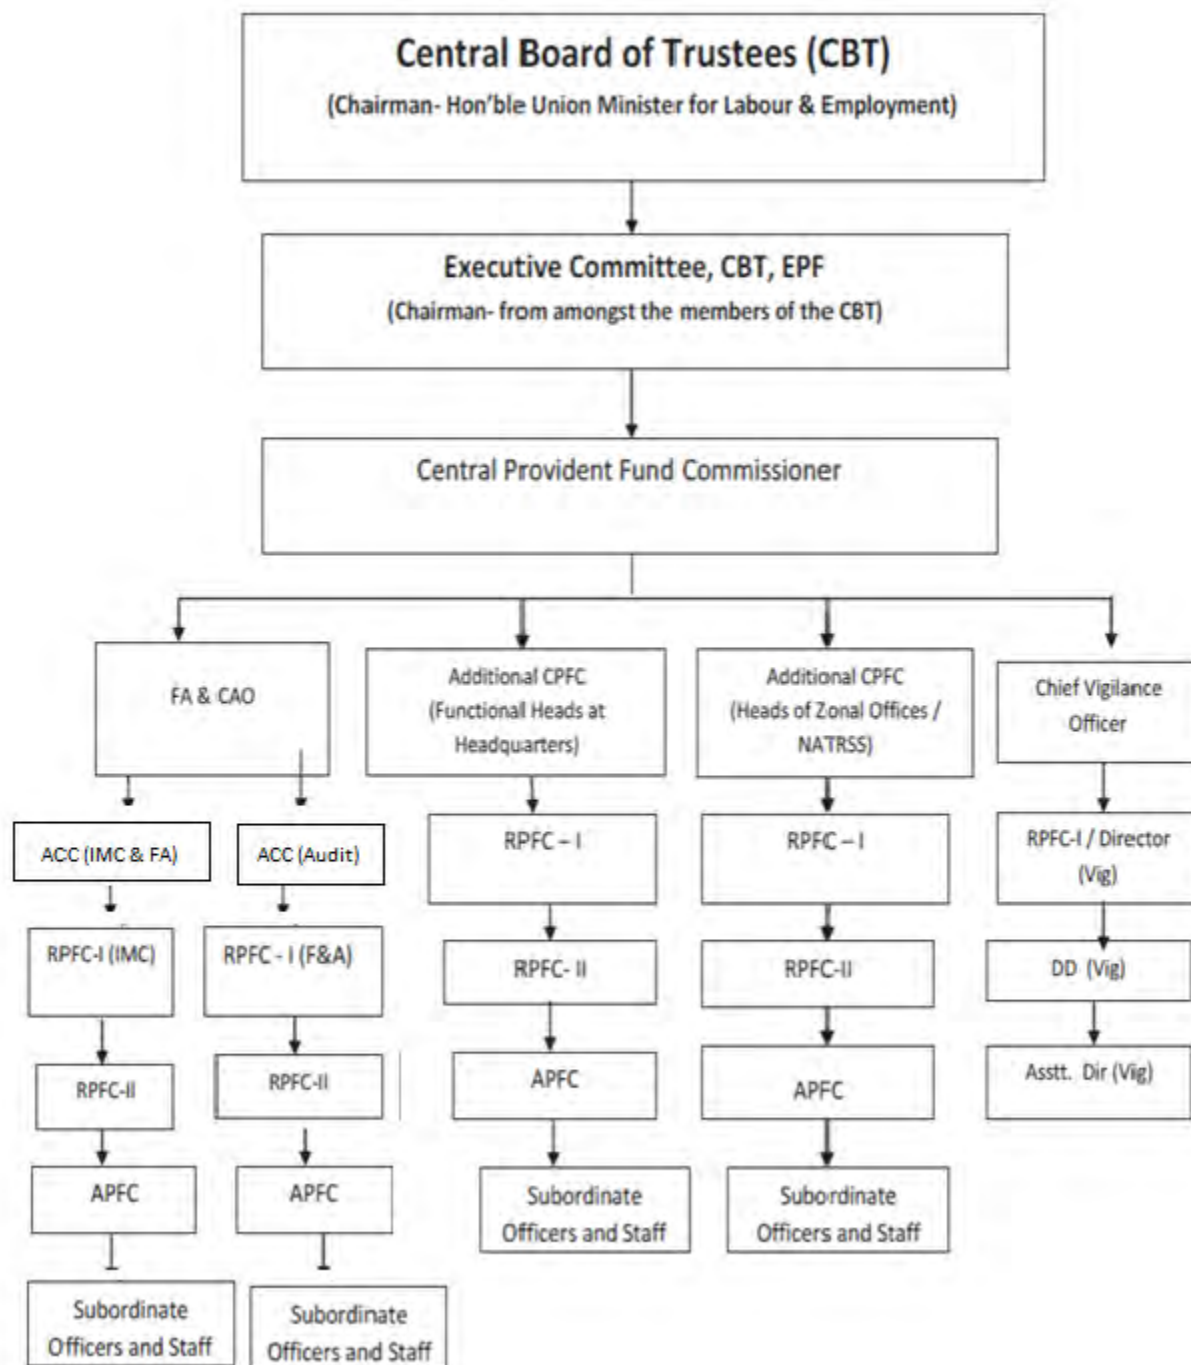 Central Board of Trustees (CBT)
(Chairman- Hon'ble Union Minister for Labour & Employment)
Executive Committee, CBT, EPF
(Chairman- from amongst the members of the CBT)
Central Provident Fund Commissioner
FA & CAO
Additional CPFC
(Functional Heads at
Headquarters)
Additional CPFC
(Heads of Zonal Offices /
NATRSS)
Chief Vigilance
Officer
ACC (IMC & FA)
ACC (Audit)
RPFC – I
RPFC – I
RPFC-I / Director
(Vig)
RPFC-I (IMC)
RPFC - I (F&A)
RPFC- II
RPFC-II
DD (Vig)
RPFC-II
RPFC-II
APFC
APFC
Asstt. Dir (Vig)
APFC
APFC
Subordinate
Officers and Staff
Subordinate
Officers and Staff
Subordinate
Officers and Staff
Subordinate
Officers and Staff